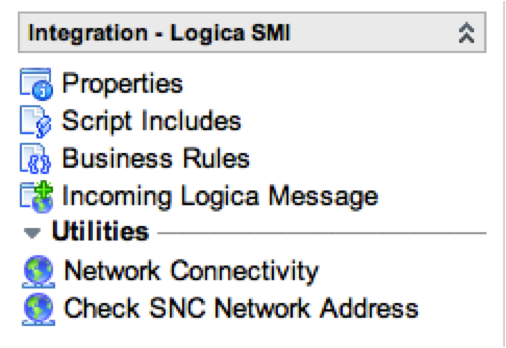 Integration - Logica SMI
Properties
Script Includes
Business Rules
Incoming Logica Message
Utilities
Network Connectivity
Check SNC Network Address